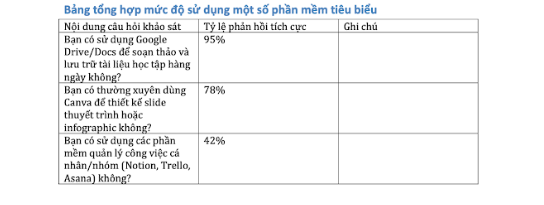 Bảng tổng hợp mức độ sử dụng một số phần mềm tiêu biểu
Nội dung câu hỏi khảo sát Tỷ lệ phản hồi tích cực Ghi chú
Bạn có sử dụng Google 95%
Drive/Docs để soạn thảo và
lưu trữ tài liệu học tập hàng
ngày không?
Bạn có thường xuyên dùng 78%
Canva để thiết kế slide
thuyết trình hoặc
infographic không?
Bạn có sử dụng các phần 42%
mềm quản lý công việc cá
nhân/nhóm (Notion, Trello,
Asana) không?